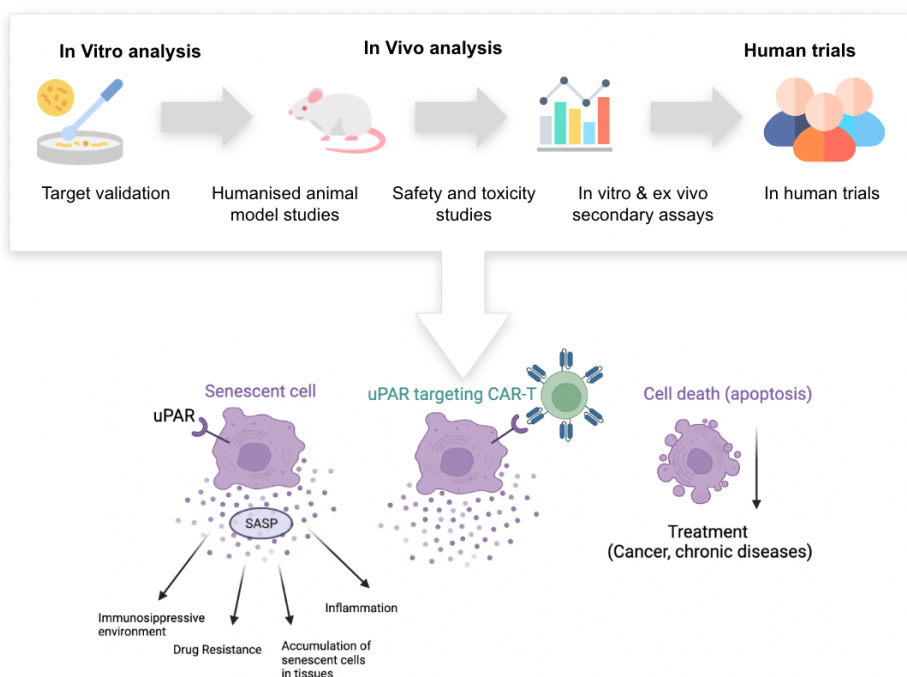 In Vitro analysis
In Vivo analysis
Human trials
Target validation
Humanised animal
model studies
Safety and toxicity
studies
In vitro & ex vivo
secondary assays
In human trials
Senescent cell
uPAR
SASP
Immunosippressive
environment
Drug Resistance
Accumulation of
senescent cells
in tissues
Inflammation
uPAR targeting CAR-T
Cell death (apoptosis)
Treatment
(Cancer, chronic diseases)